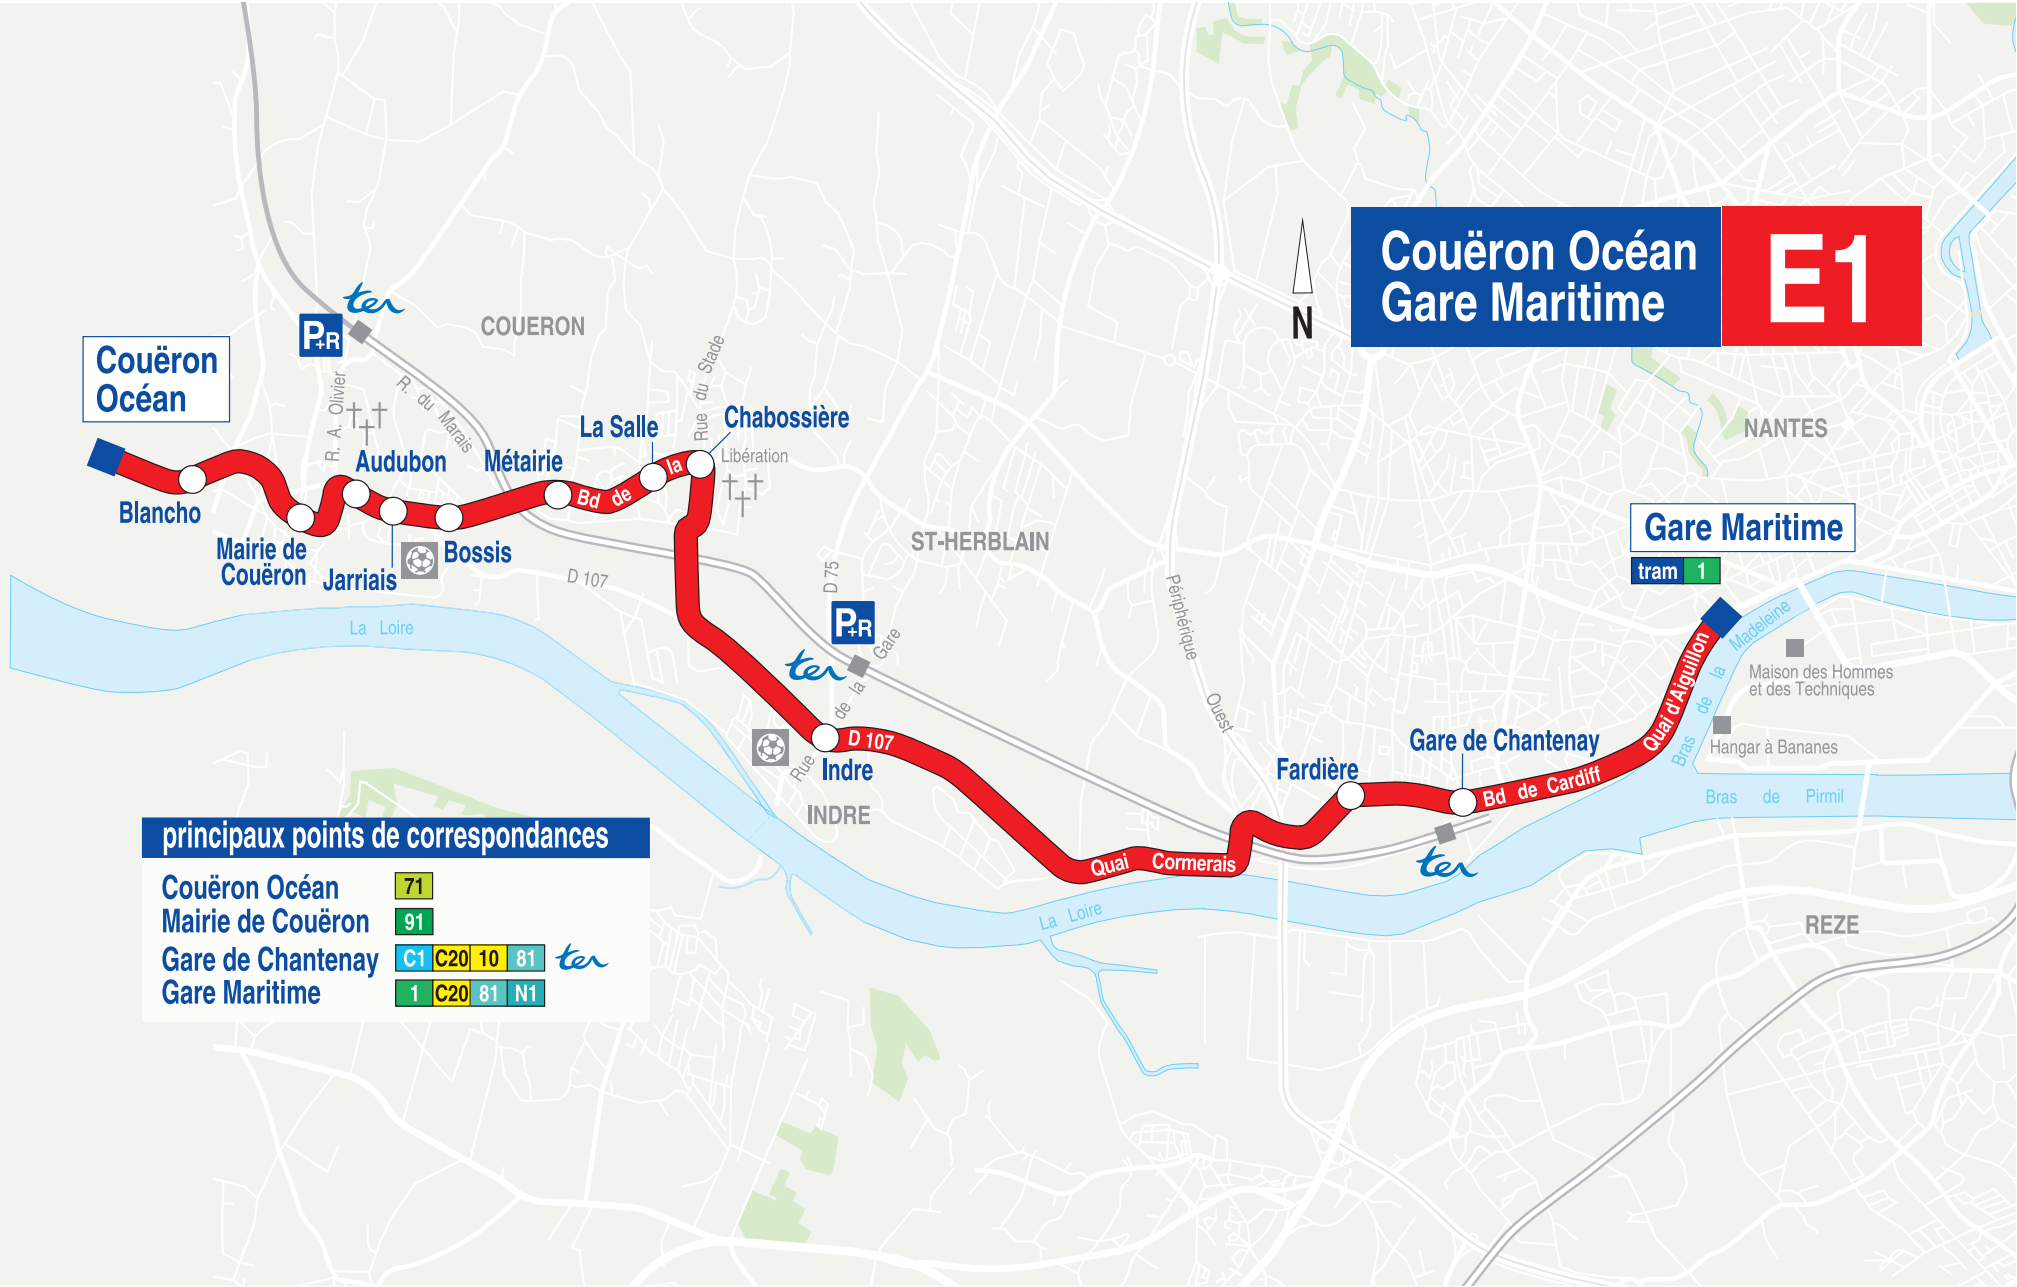 Couëron Océan
Gare Maritime
E1
N
ter
P+R
COUERON
Couëron
Océan
R. A. Olivier
R. du Marais
Rue du Stade
La Salle
Chabossière
Libération
Audubon
Métairie
Bd de la
Blancho
Mairie de
Couëron
Jarriais
Bossis
D 107
La Loire
ST-HERBLAIN
NANTES
D 75
P+R
ter
Rue de la Gare
Périphérique Ouest
Gare Maritime
tram 1
Bras de la Madeleine
Maison des Hommes
et des Techniques
Quai d'Aiguillon
Hangar à Bananes
D 107
Indre
INDRE
Fardière
Gare de Chantenay
Bd de Cardiff
Bras de Pirmil
Quai Cormerais
ter
La Loire
REZE
principaux points de correspondances
Couëron Océan 71
Mairie de Couëron 91
Gare de Chantenay C1 C20 10 81 ter
Gare Maritime 1 C20 81 N1